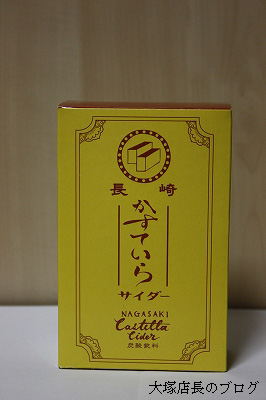 長崎
かすていら
サイダー
NAGASAKI
Castella
Cider
炭酸飲料
大塚店長のブログ